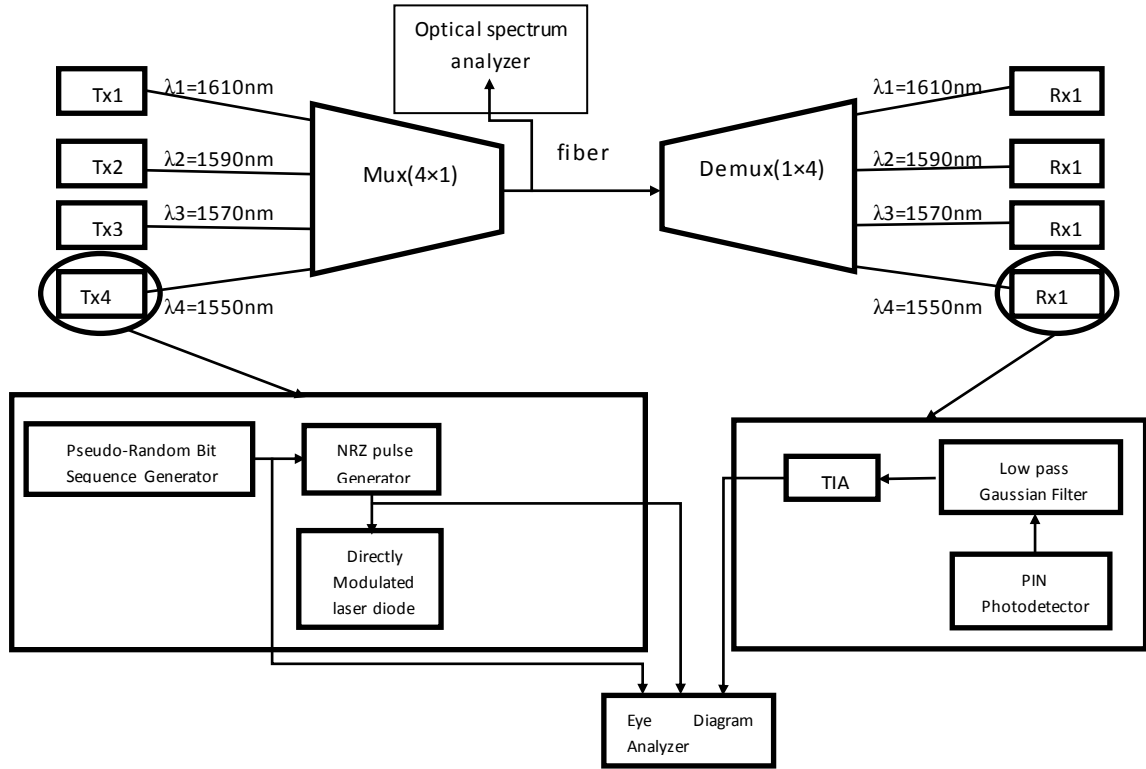 Optical spectrum
analyzer
Tx1
λ1=1610nm
λ1=1610nm
Rx1
Tx2
λ2=1590nm
Mux(4×1)
fiber
Demux(1×4)
λ2=1590nm
Rx1
Tx3
λ3=1570nm
λ3=1570nm
Rx1
Tx4
λ4=1550nm
λ4=1550nm
Rx1
Pseudo-Random Bit
Sequence Generator
NRZ pulse
Generator
Directly
Modulated
laser diode
TIA
Low pass
Gaussian Filter
PIN
Photodetector
Eye Diagram
Analyzer